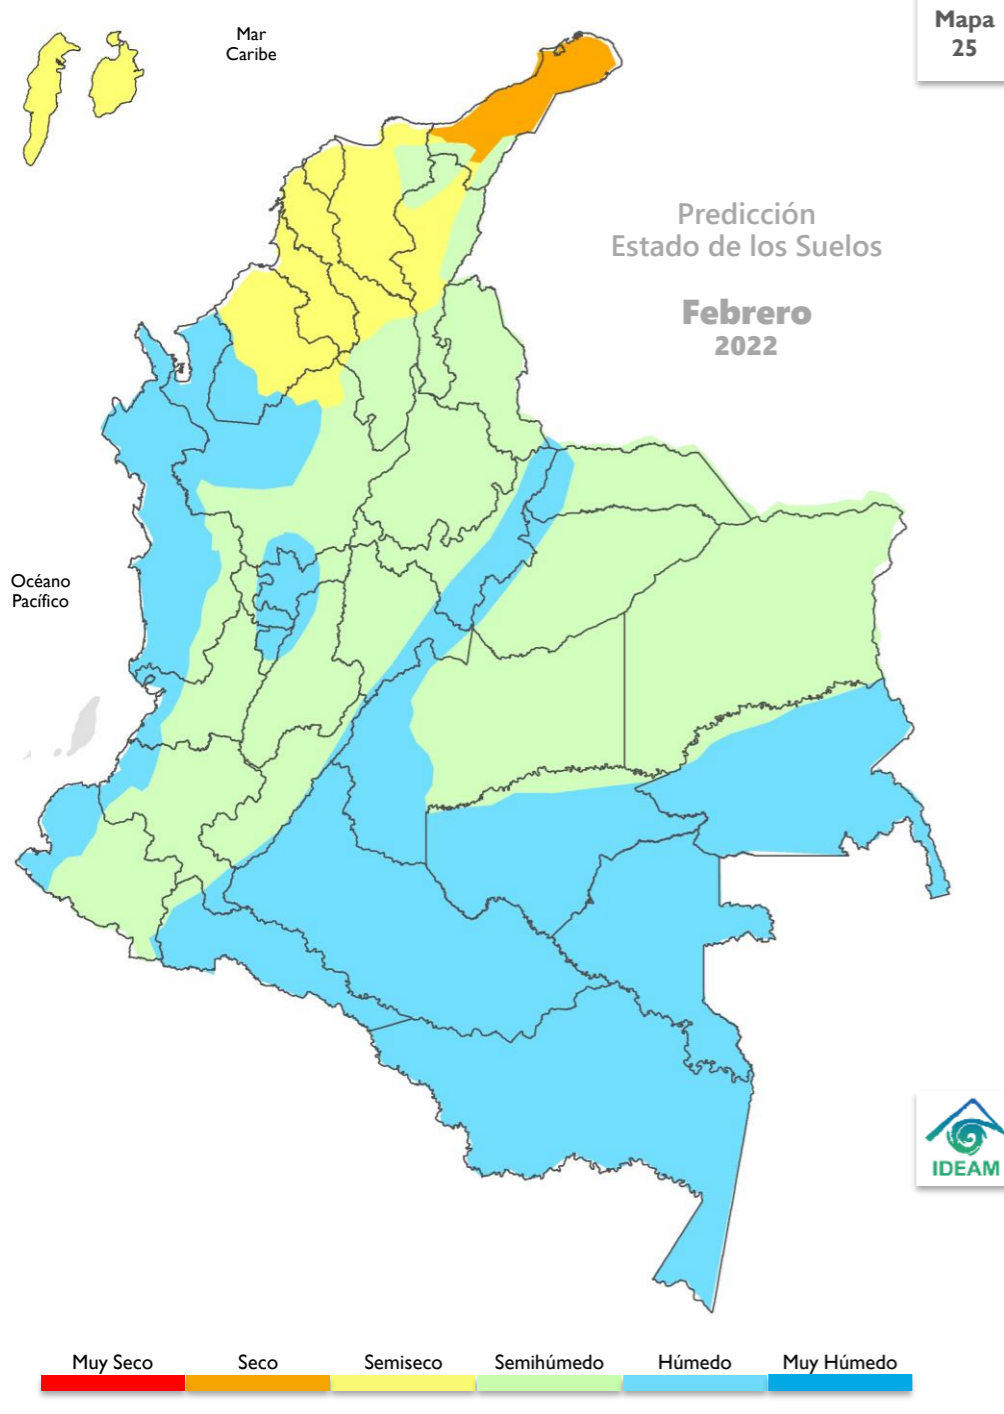 Mapa
25
Mar
Caribe
Predicción
Estado de los Suelos
Febrero
2022
Océano
Pacífico
IDEAM
Muy Seco
Seco
Semiseco
Semihúmedo
Húmedo
Muy Húmedo